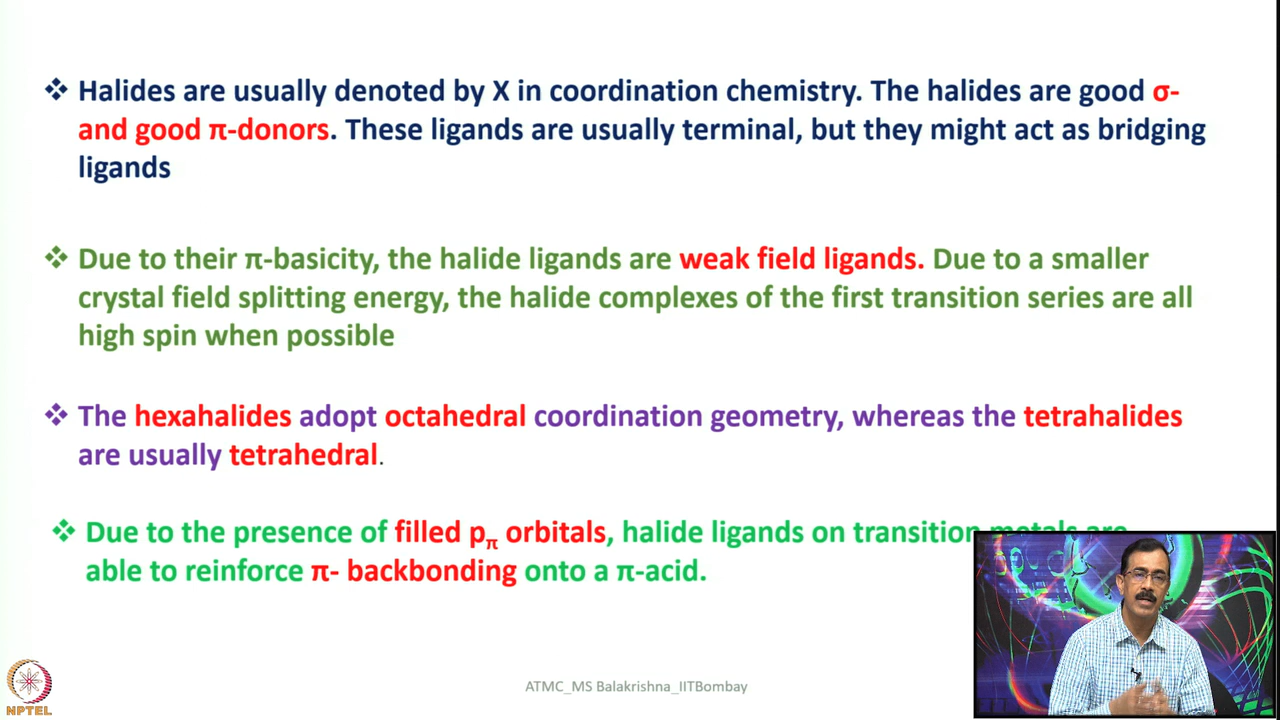 ❖ Halides are usually denoted by X in coordination chemistry. The halides are good σ-
and good π-donors. These ligands are usually terminal, but they might act as bridging
ligands
❖ Due to their π-basicity, the halide ligands are weak field ligands. Due to a smaller
crystal field splitting energy, the halide complexes of the first transition series are all
high spin when possible
❖ The hexahalides adopt octahedral coordination geometry, whereas the tetrahalides
are usually tetrahedral.
❖ Due to the presence of filled pπ orbitals, halide ligands on transition metals are
able to reinforce π- backbonding onto a π-acid.
NPTEL
ATMC_MS Balakrishna_IITBombay